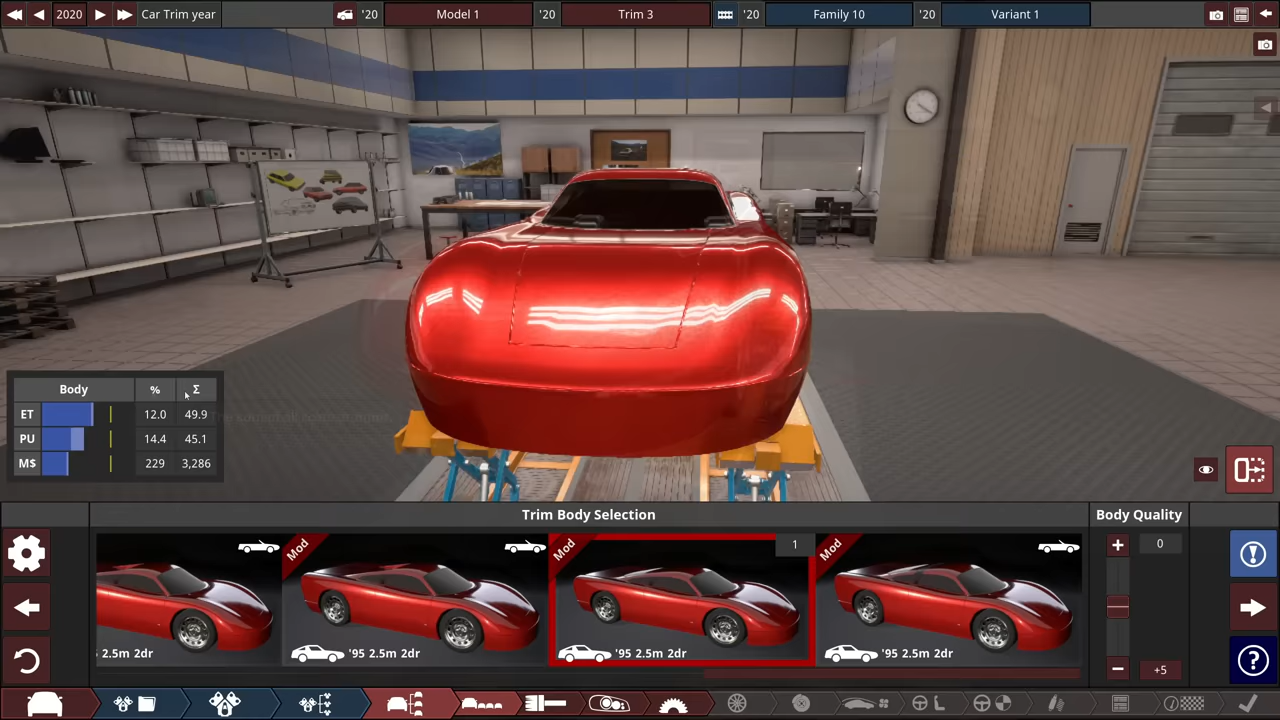 2020 Car Trim year '20 Model 1 '20 Trim 3 '20 Family 10 '20 Variant 1
Body % Σ
ET 12.0 49.9
PU 14.4 45.1
M$ 229 3,286
Trim Body Selection
Body Quality
Mod
Mod
Mod
1
0
'95 2.5m 2dr
'95 2.5m 2dr
'95 2.5m 2dr
5 2.5m 2dr
+5